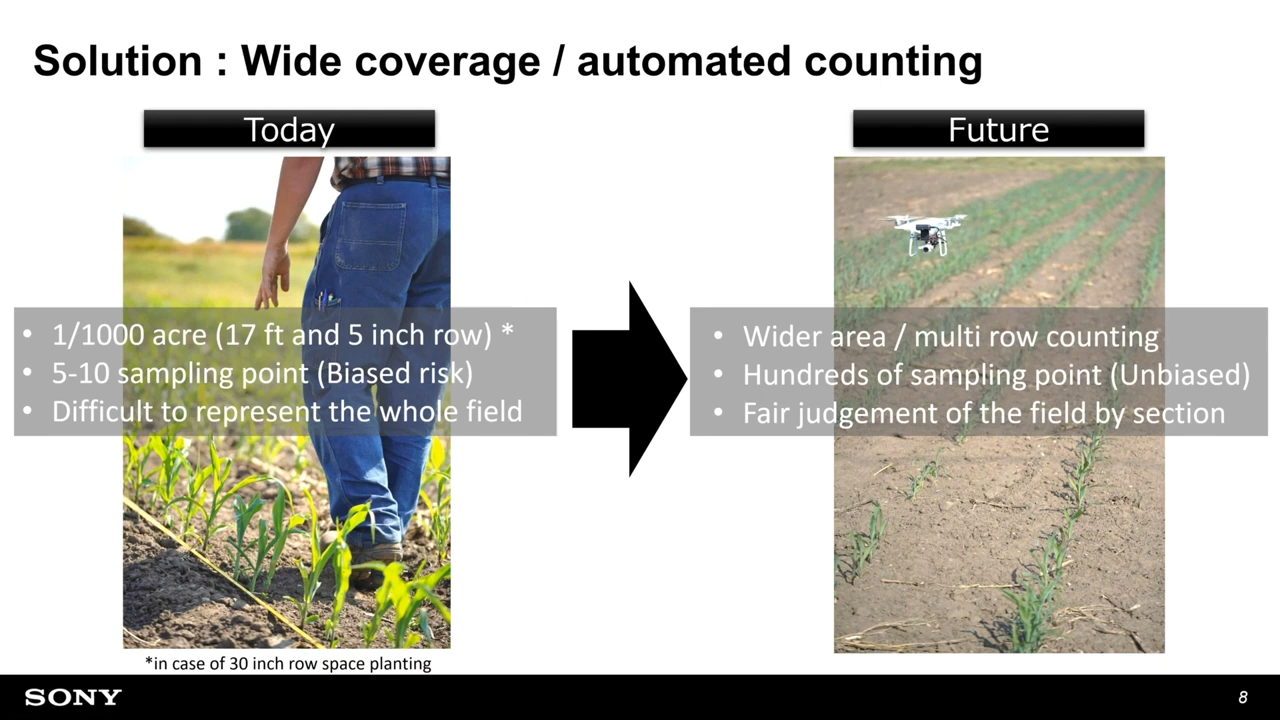 Solution : Wide coverage / automated counting
Today
• 1/1000 acre (17 ft and 5 inch row) *
• 5-10 sampling point (Biased risk)
• Difficult to represent the whole field
*in case of 30 inch row space planting
Future
• Wider area / multi row counting
• Hundreds of sampling point (Unbiased)
• Fair judgement of the field by section
SONY
8